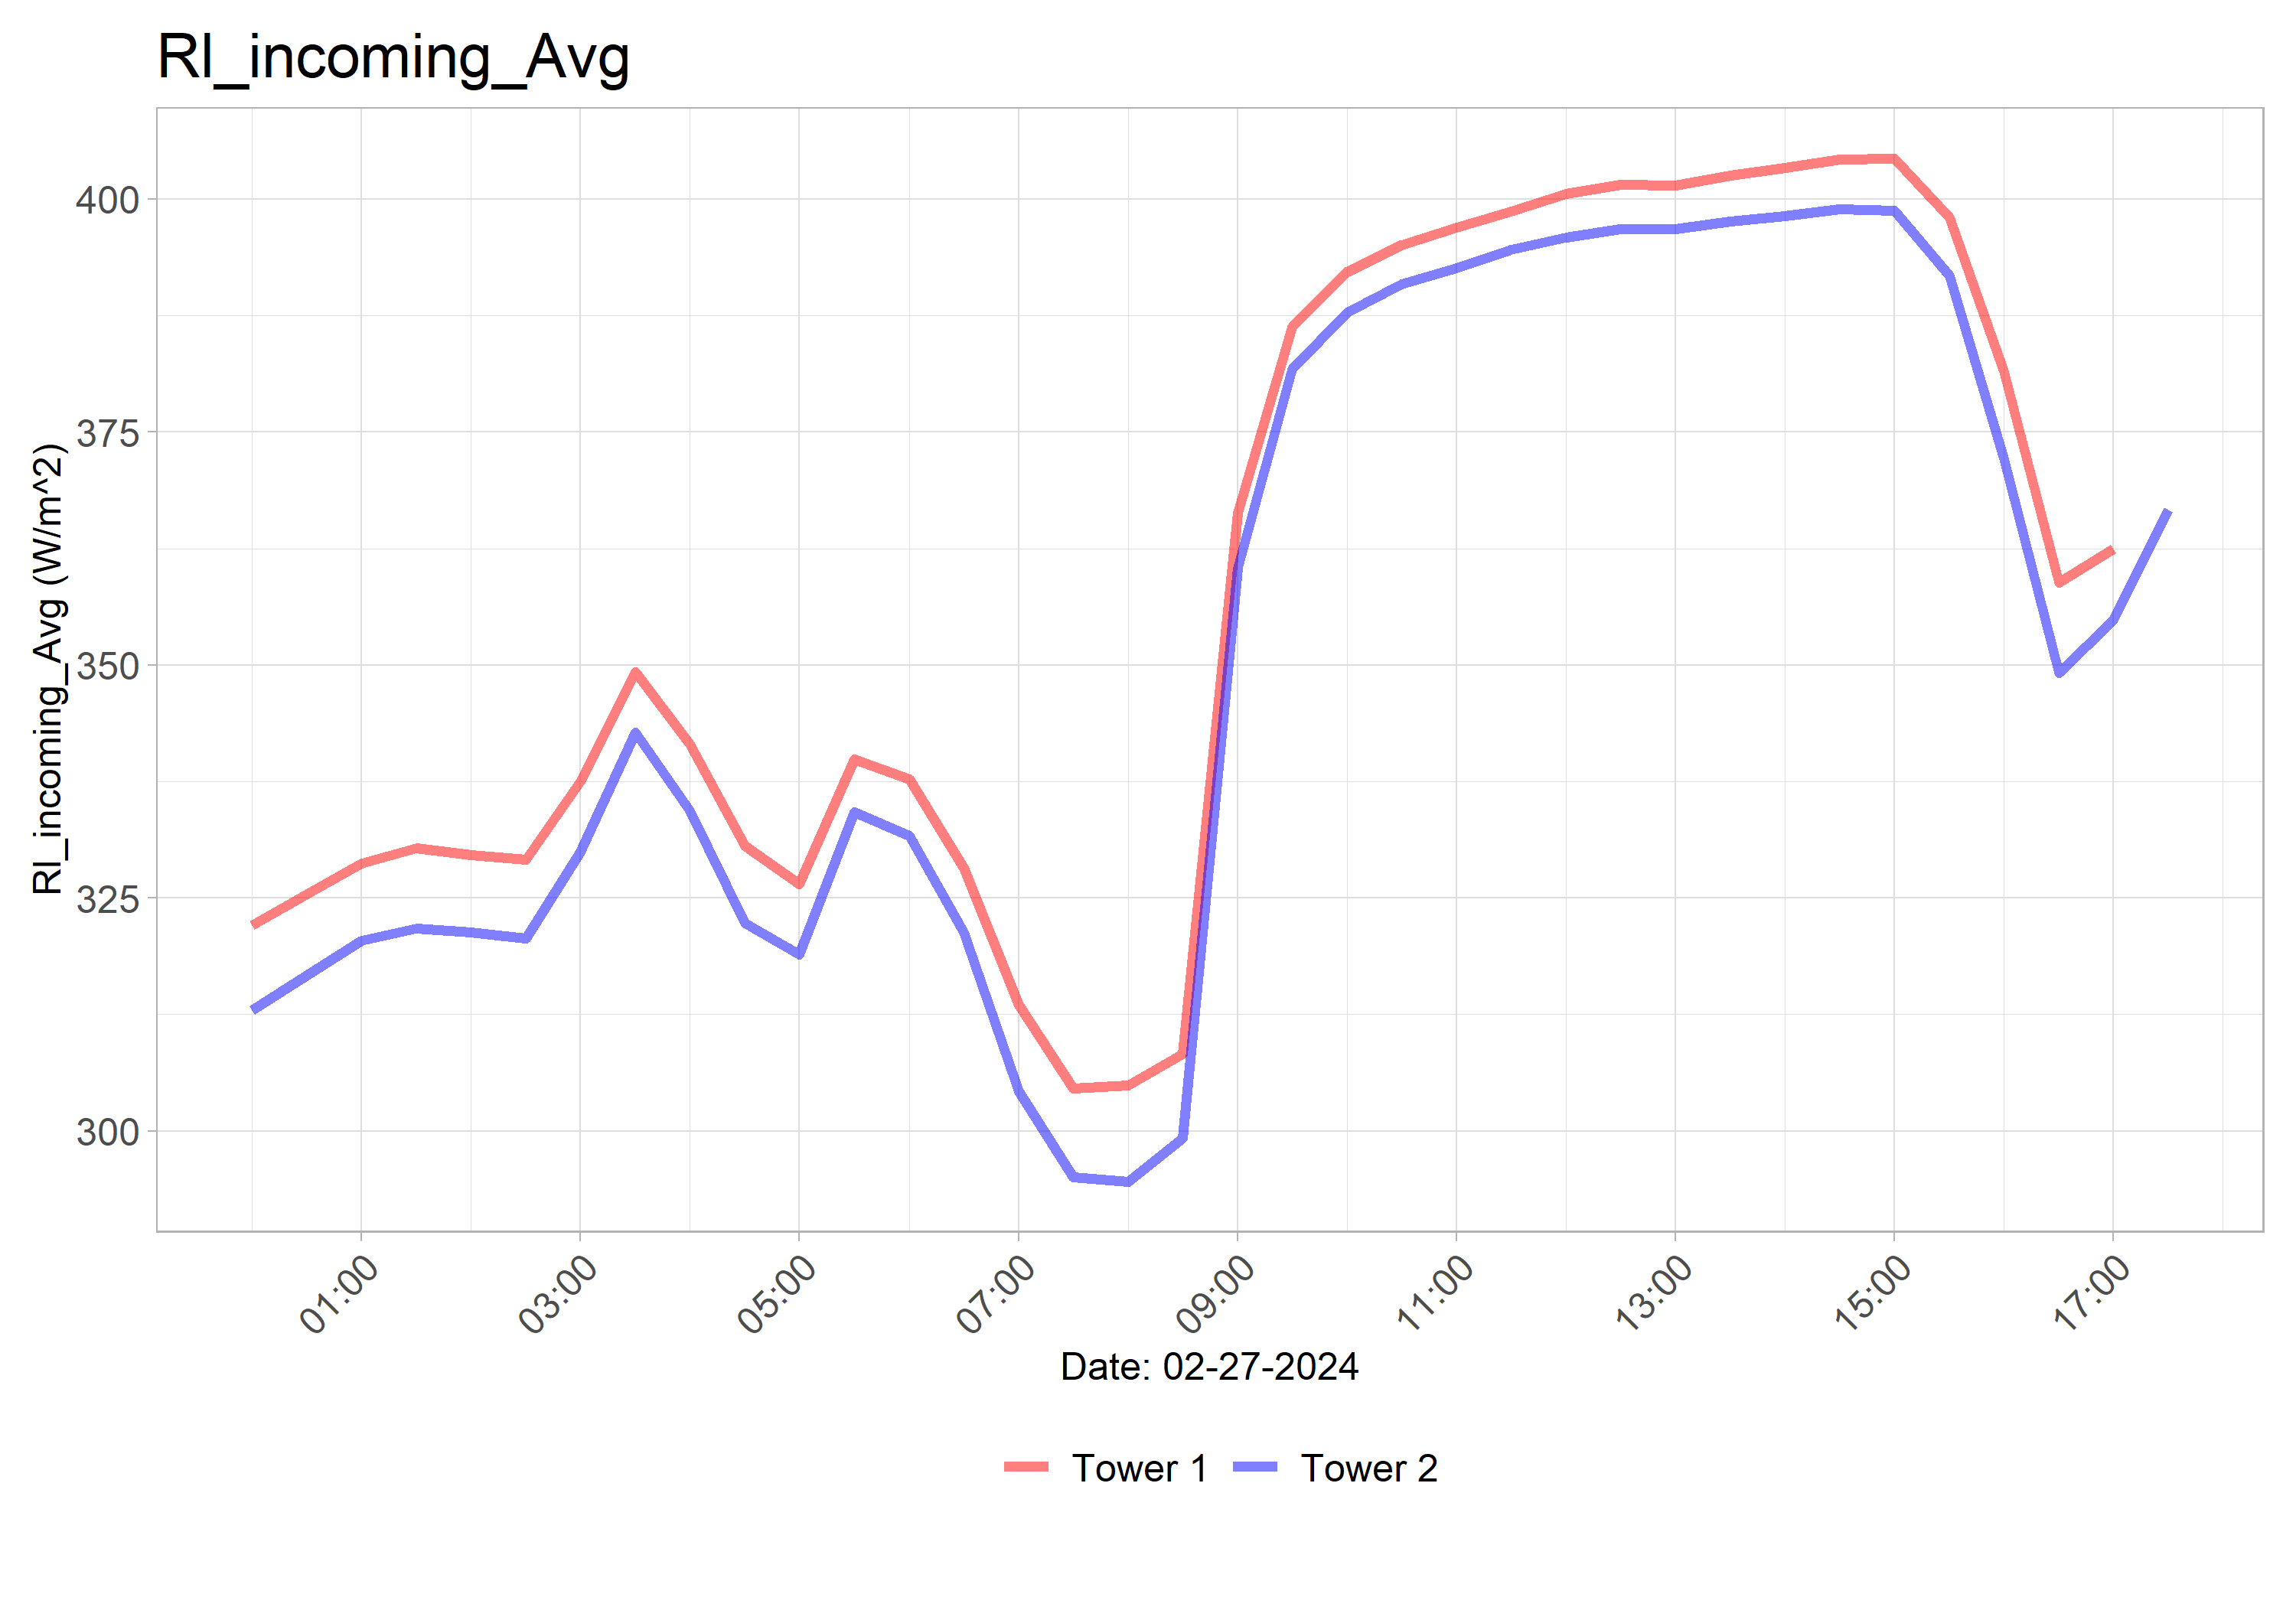 Rl_incoming_Avg
Rl_incoming_Avg (W/m^2)
400
375
350
325
300
01:00 03:00 05:00 07:00 09:00 11:00 13:00 15:00 17:00
Date: 02-27-2024
Tower 1 Tower 2